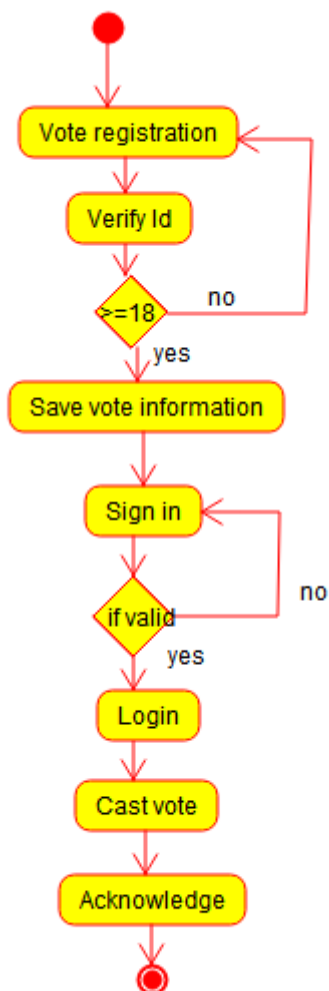 Vote registration
Verify Id
>=18
no
yes
Save vote information
Sign in
no
if valid
yes
Login
Cast vote
Acknowledge